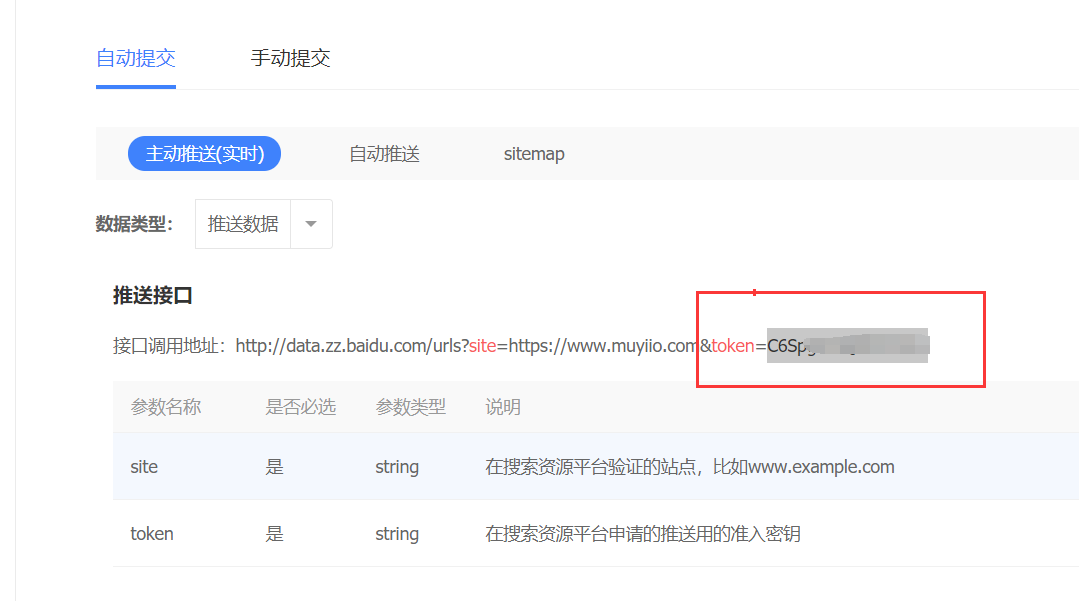 自动提交 手动提交
主动推送(实时) 自动推送 sitemap
数据类型： 推送数据
推送接口
接口调用地址：http://data.zz.baidu.com/urls?site=https://www.muyiio.com&token=C6Sp
参数名称 是否必选 参数类型 说明
site 是 string 在搜索资源平台验证的站点，比如www.example.com
token 是 string 在搜索资源平台申请的推送用的准入密钥